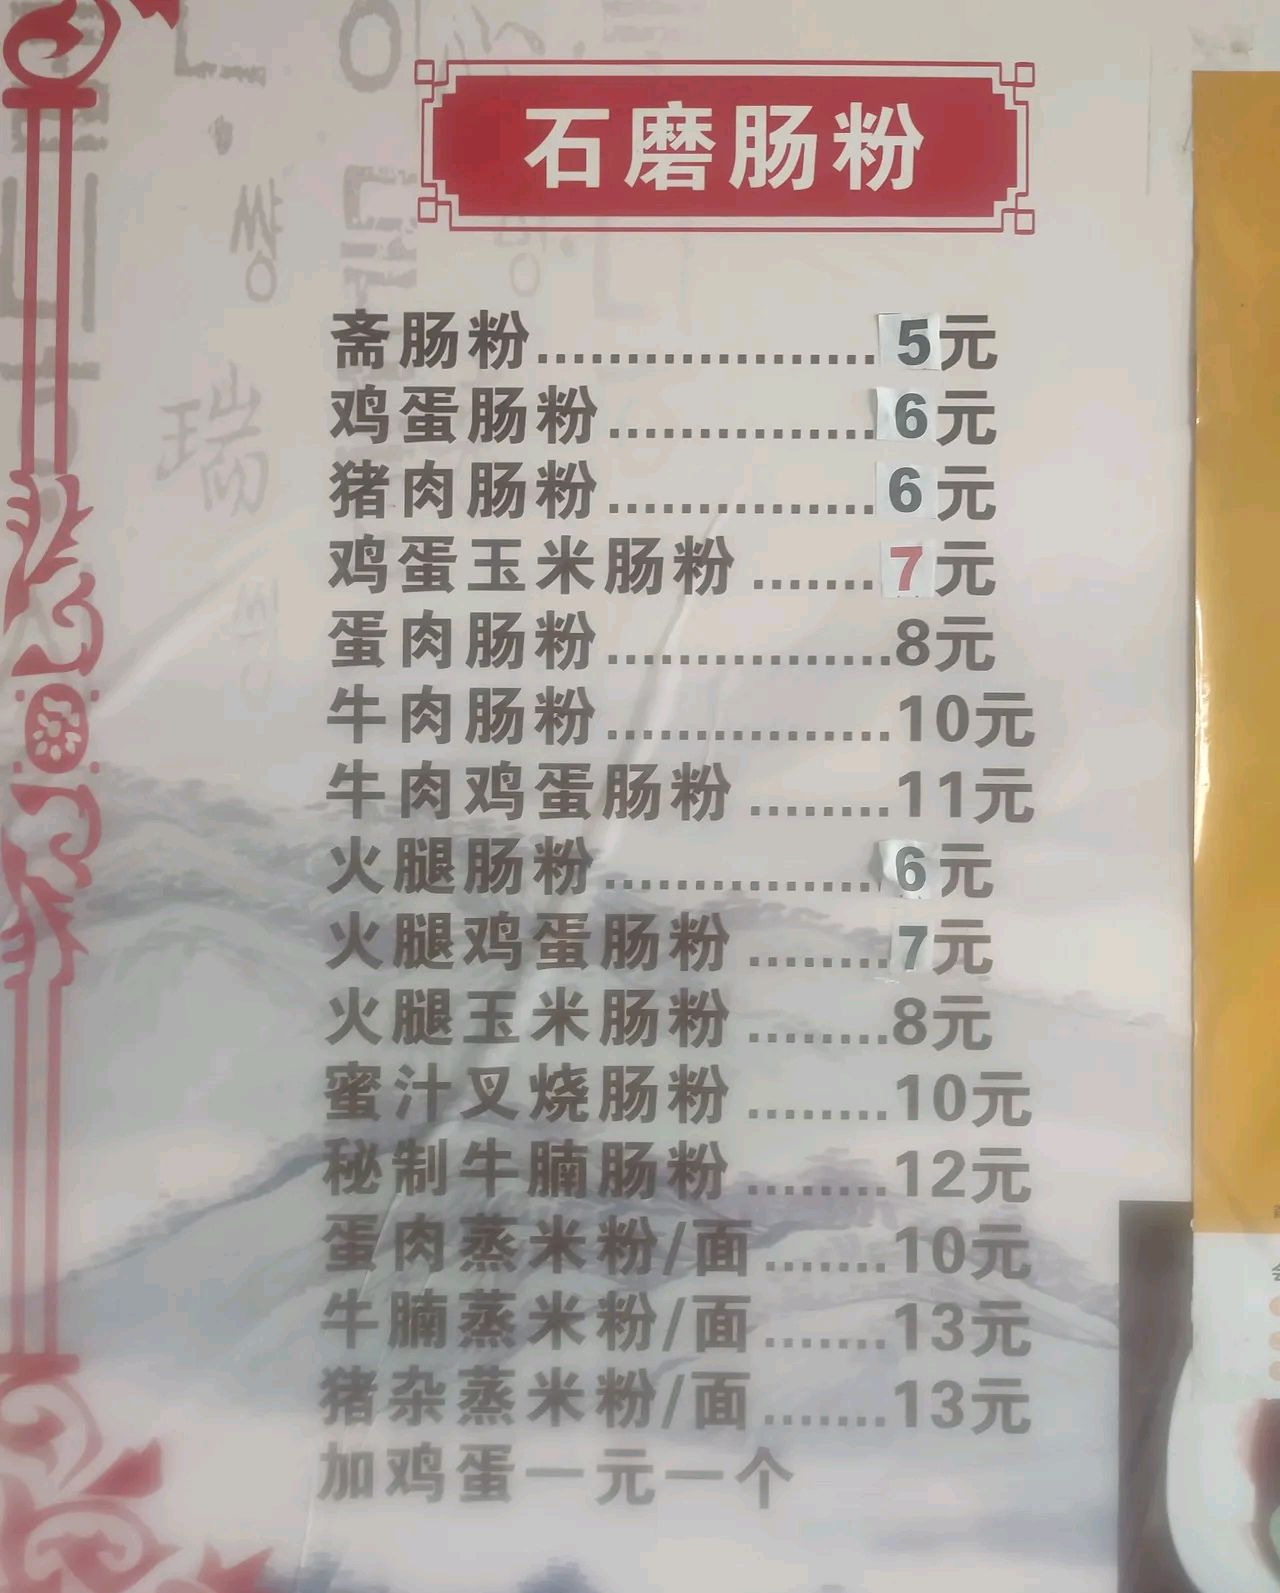 石磨肠粉
斋肠粉...................5元
鸡蛋肠粉...............6元
猪肉肠粉...............6元
鸡蛋玉米肠粉.......7元
蛋肉肠粉................8元
牛肉肠粉................10元
牛肉鸡蛋肠粉........11元
火腿肠粉...............6元
火腿鸡蛋肠粉........7元
火腿玉米肠粉........8元
蜜汁叉烧肠粉........10元
秘制牛腩肠粉........12元
蛋肉蒸米粉/面.......10元
牛腩蒸米粉/面.......13元
猪杂蒸米粉/面.......13元
加鸡蛋一元一个
瑞